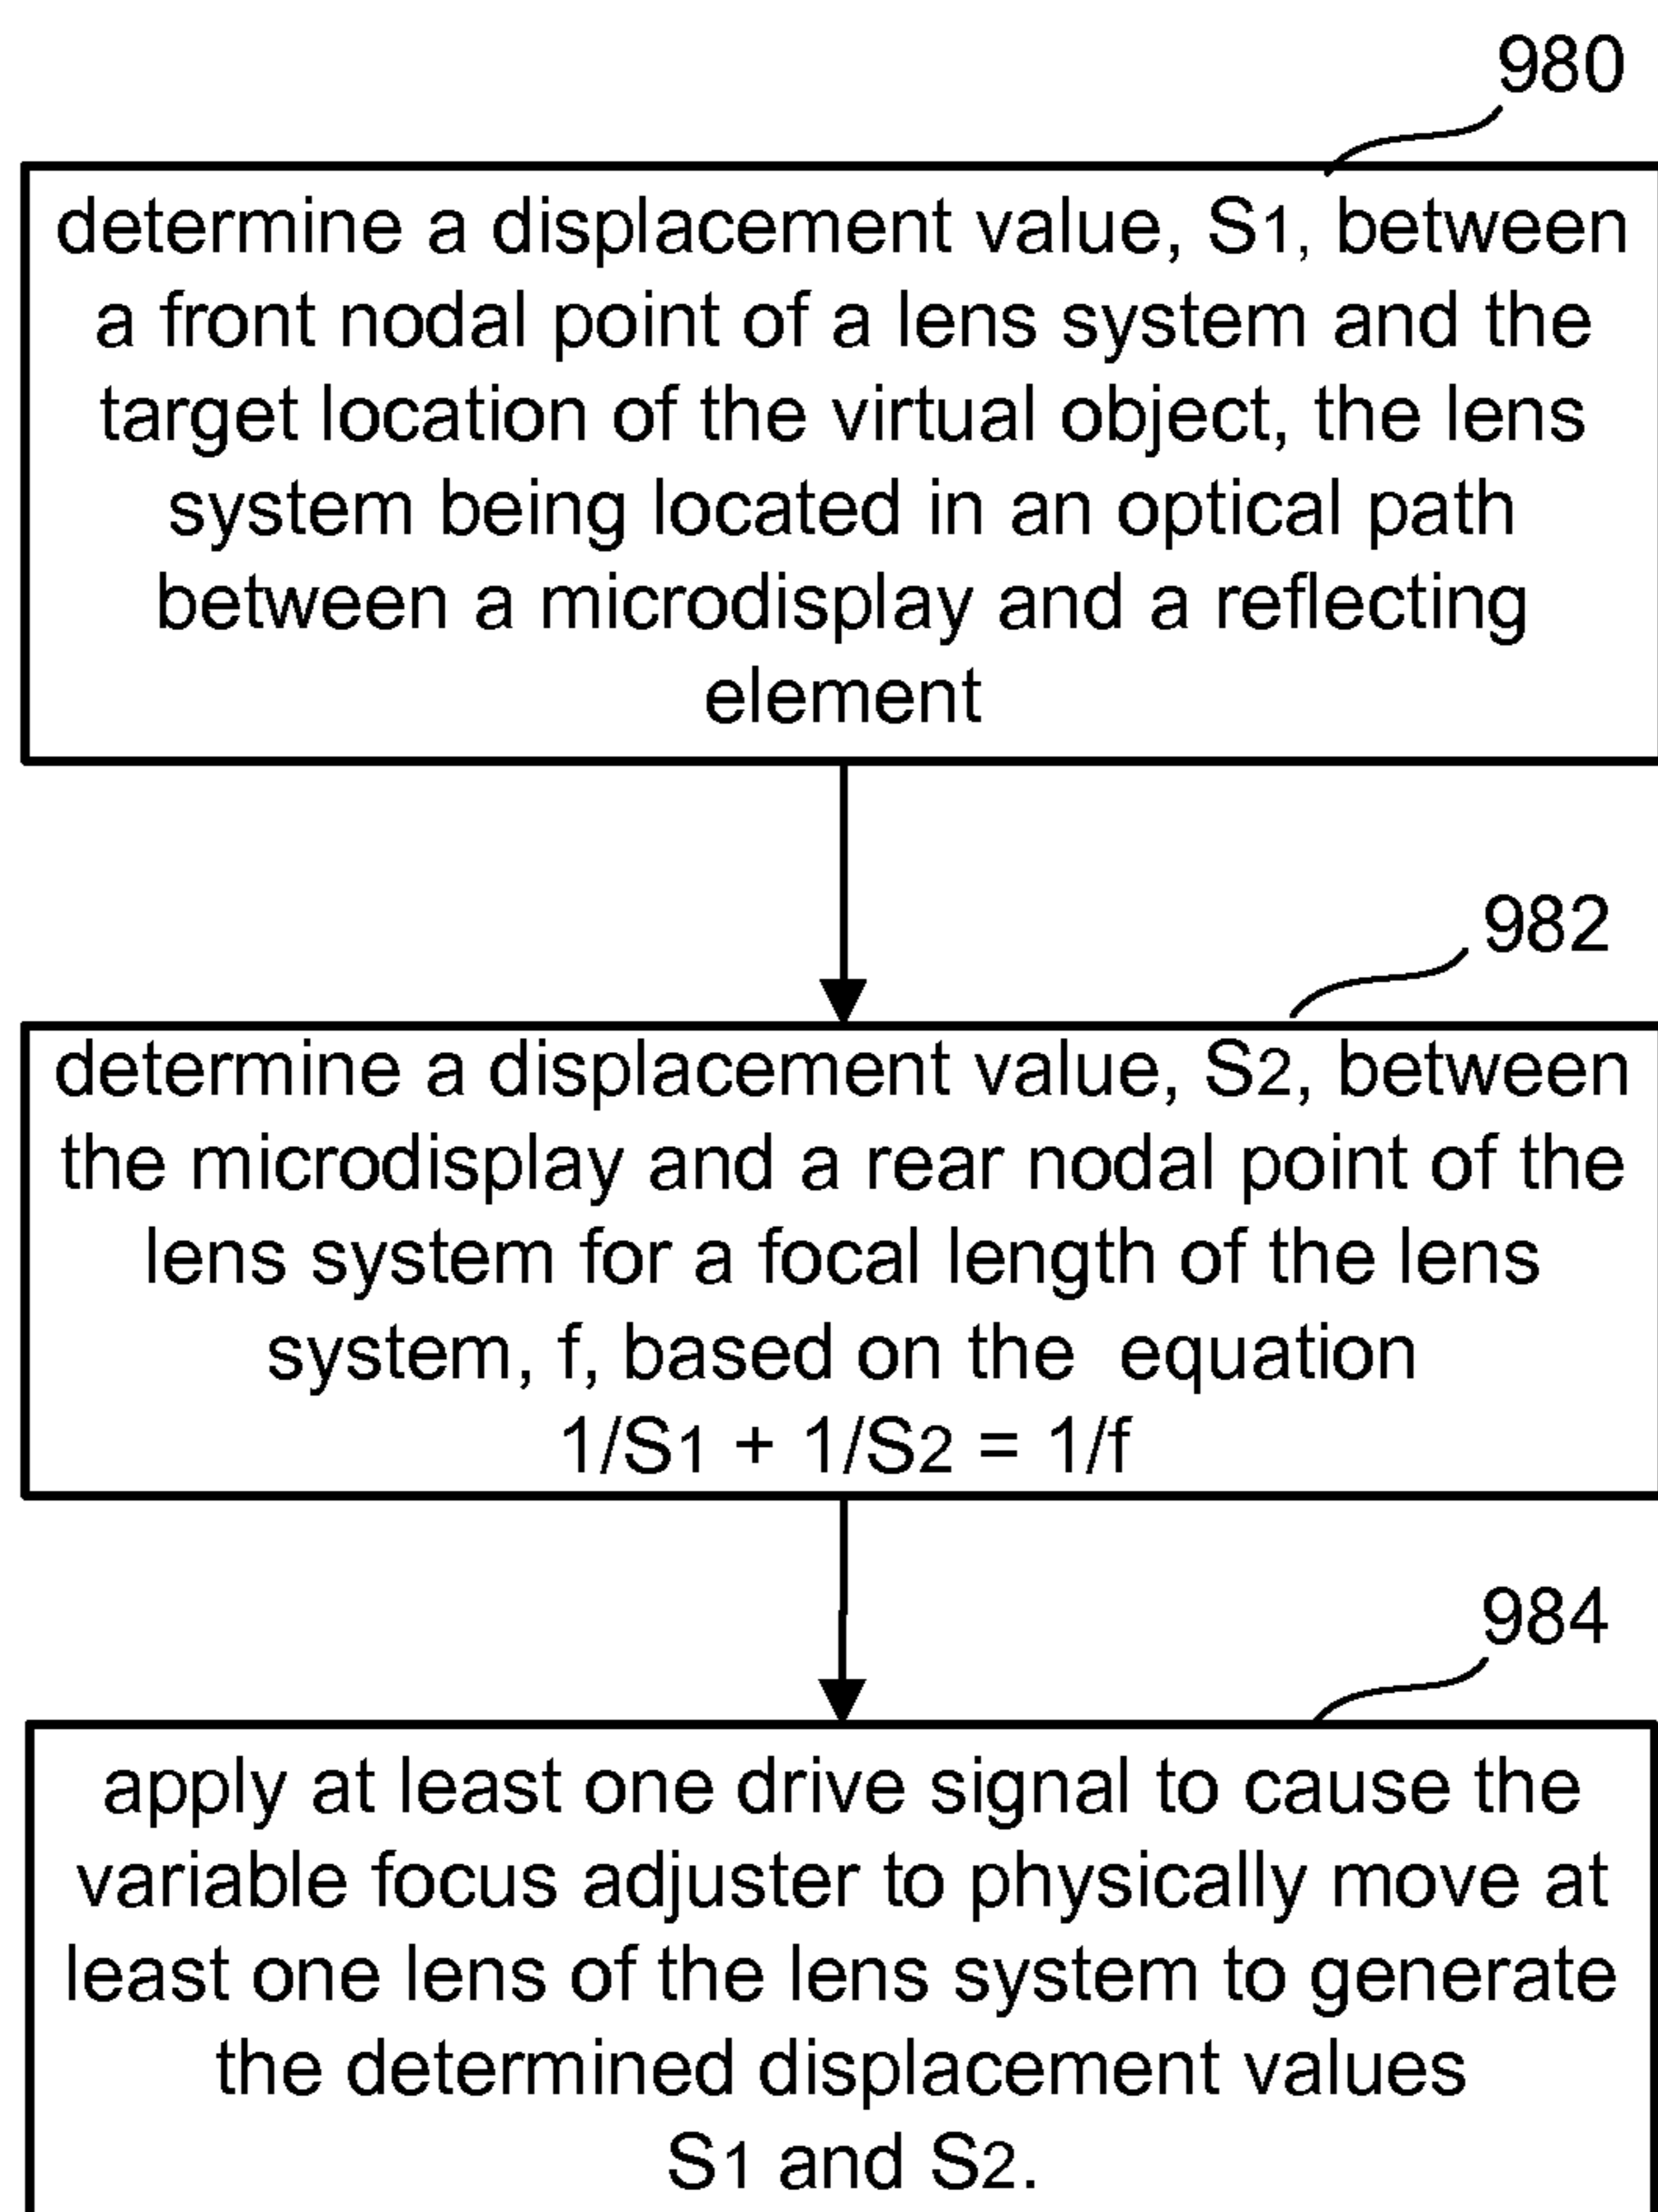 980
determine a displacement value, S1, between
a front nodal point of a lens system and the
target location of the virtual object, the lens
system being located in an optical path
between a microdisplay and a reflecting
element
982
determine a displacement value, S2, between
the microdisplay and a rear nodal point of the
lens system for a focal length of the lens
system, f, based on the equation
1/S1 + 1/S2 = 1/f
984
apply at least one drive signal to cause the
variable focus adjuster to physically move at
least one lens of the lens system to generate
the determined displacement values
S1 and S2.